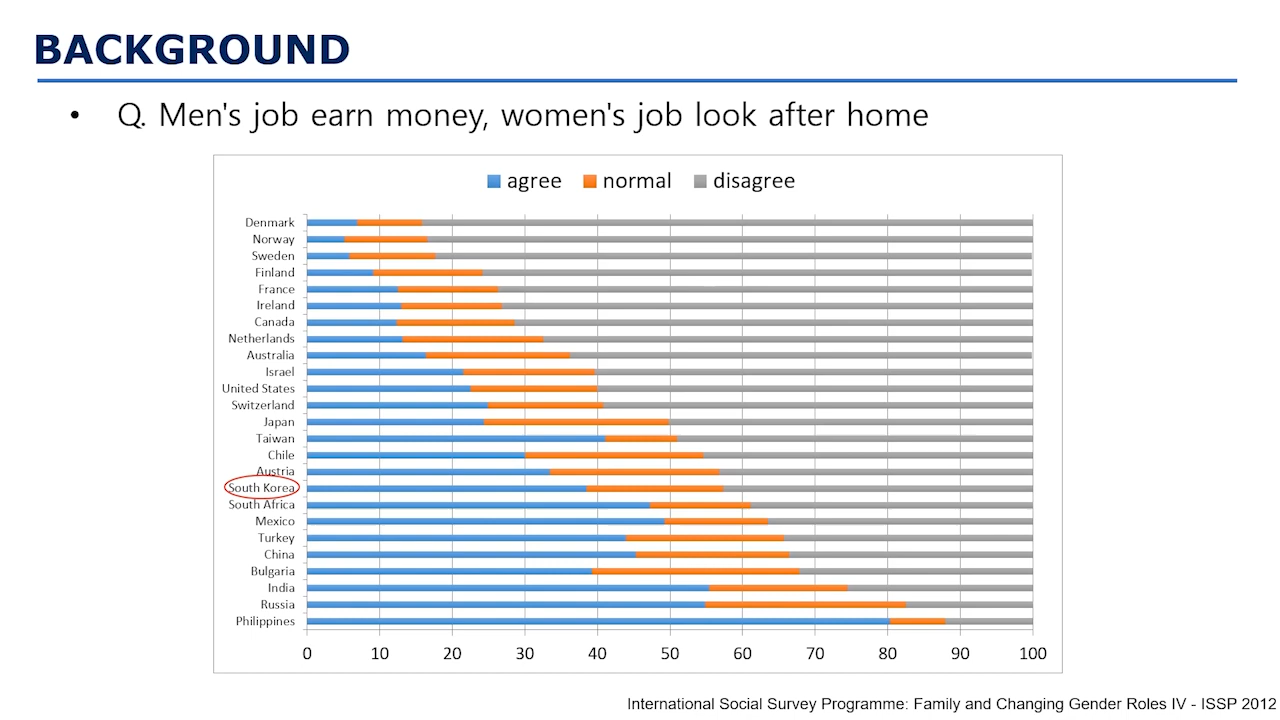 BACKGROUND
• Q. Men's job earn money, women's job look after home
agree normal disagree
Denmark
Norway
Sweden
Finland
France
Ireland
Canada
Netherlands
Australia
Israel
United States
Switzerland
Japan
Taiwan
Chile
Austria
South Korea
South Africa
Mexico
Turkey
China
Bulgaria
India
Russia
Philippines
0 10 20 30 40 50 60 70 80 90 100
International Social Survey Programme: Family and Changing Gender Roles IV - ISSP 2012